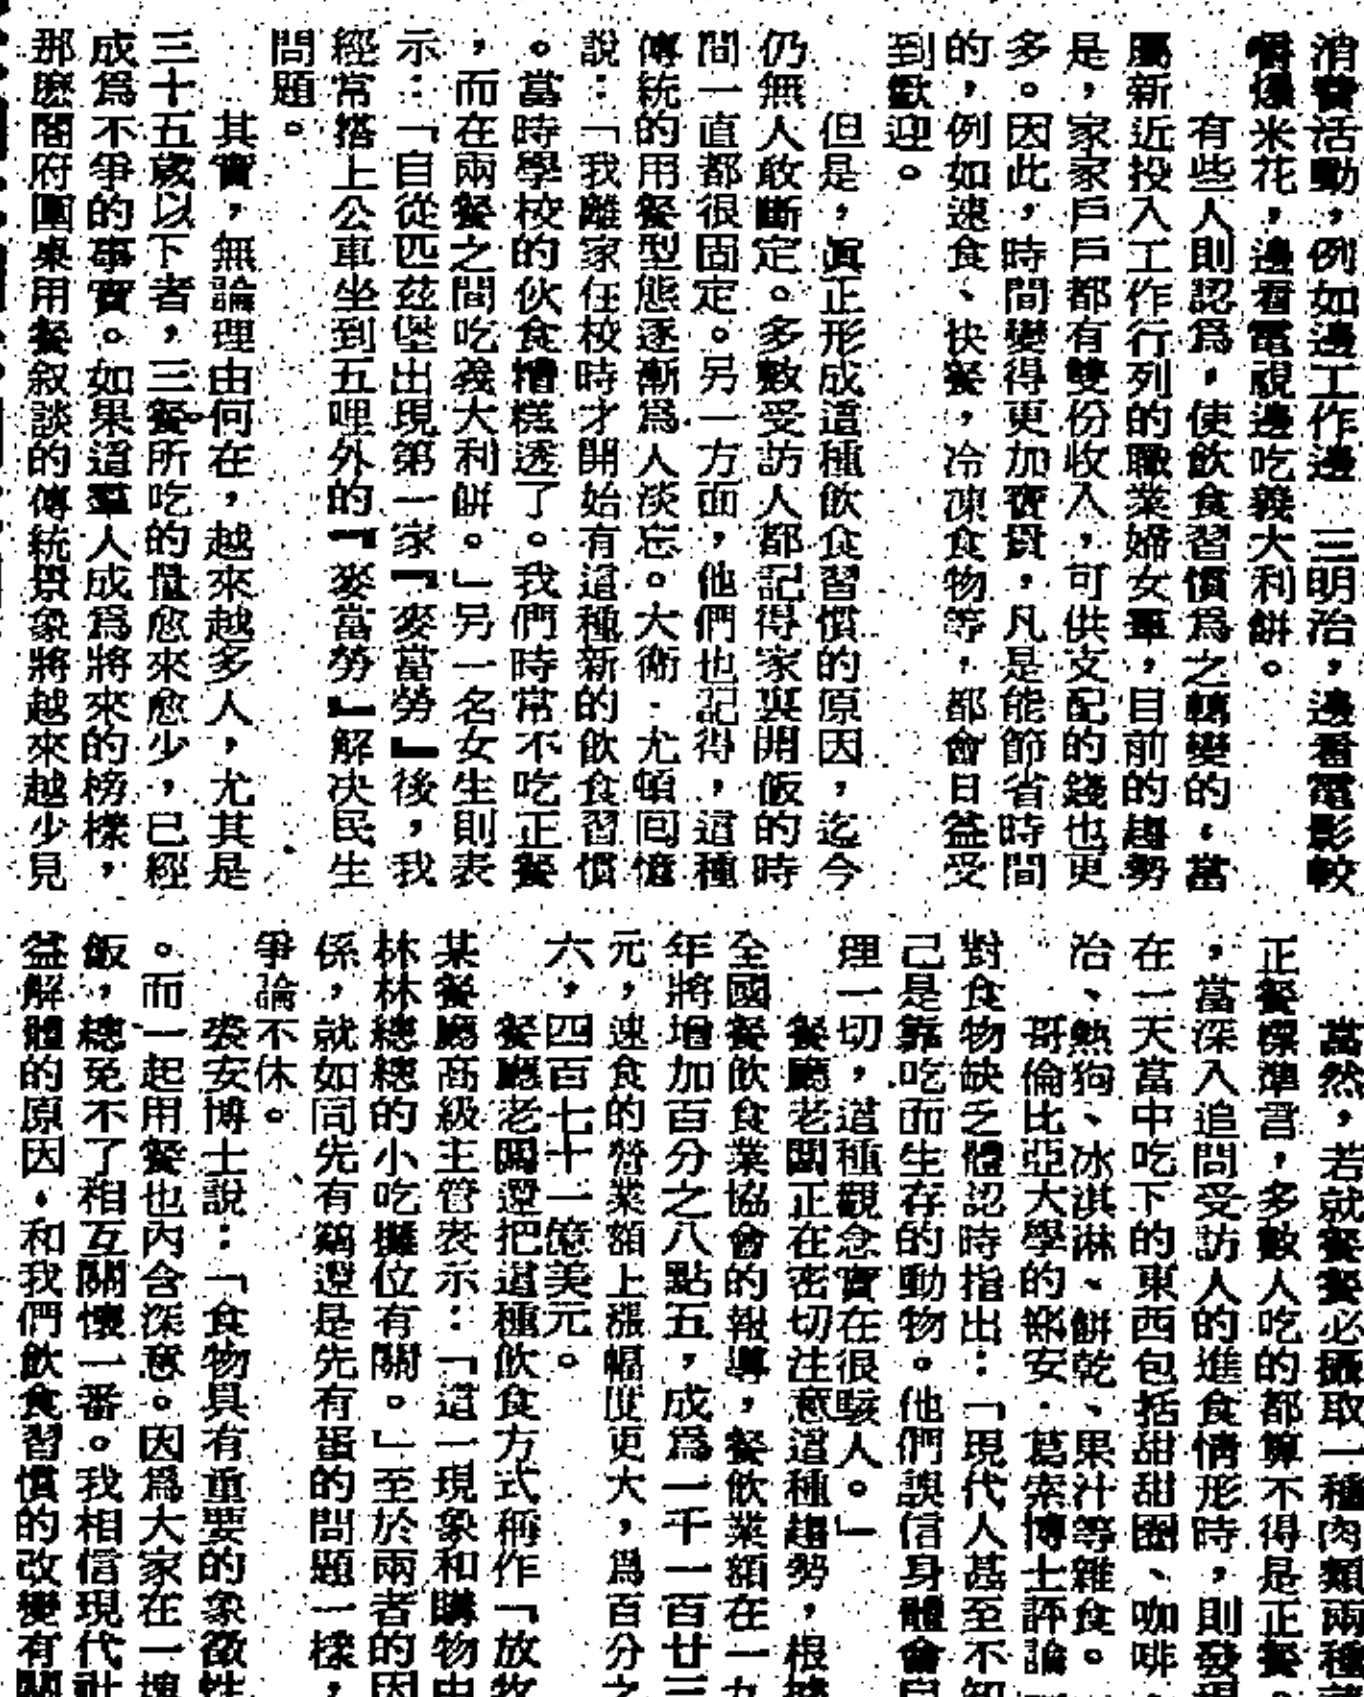 消費活動，例如邊工作邊　三明治，邊看電影較
嚼爆米花，邊看電視邊吃義大利餅。
有些人則認爲，使飲食習慣爲之轉變的，當
屬新近投入工作行列的職業婦女羣，目前的趨勢
是，家家戶戶都有雙份收入，可供支配的錢也更
多。因此，時間變得更加寶貴，凡是能節省時間
的，例如速食、快餐，冷凍食物等，都會日益受
到歡迎。
但是，眞正形成這種飲食習慣的原因，迄今
仍無人敢斷定。多數受訪人都記得家與開飯的時
間一直都很固定。另一方面，他們也記得，這種
傳統的用餐型態逐漸爲人淡忘。大衞．尤頓回憶
說：「我離家在校時才開始有這種新的飲食習慣
。當時學校的伙食糟糕透了。我們時常不吃正餐
，而在兩餐之間吃義大利餅。」另一名女生則表
示：「自從匹茲堡出現第一家『麥當勞』後，我
經常搭上公車坐到五哩外的『麥當勞』解決民生
問題。
其實，無論理由何在，越來越多人，尤其是
三十五歲以下者，三餐所吃的量愈來愈少，已經
成爲不爭的事實。如果這羣人成爲將來的榜樣，
那麽閤府圍桌用餐叙談的傳統景象將越來越少見
當然，若就餐餐必攝取一種肉類兩種
正餐標準言，多數人吃的都算不得是正餐。
，當深入追問受訪人的進食情形時，則發現
在一天當中吃下的東西包括甜甜圈、咖啡
冶、熱狗、冰淇淋、餅乾、果汁等雜食。
哥倫比亞大學的鄧安．葛索博士評論
對食物缺乏體認時指出：「現代人甚至不知
己是靠吃而生存的動物。他們誤信身體會自
理一切，這種觀念實在很駭人。」
餐廳老闆正在密切注意這種趨勢，根據
全國餐飲食業協會的報導，餐飲業額在一九
年將增加百分之八點五，成爲一千一百廿三
元，速食的營業額上漲幅度更大，爲百分之
六，四百七十一億美元。
餐廳老闆還把這種飲食方式稱作「放牧
某餐廳高級主管表示：「這一現象和購物中
林林總總的小吃攤位有關。」至於兩者的因
係，就如同先有鷄還是先有蛋的問題一樣，
爭論不休。
裘安博士說：「食物具有重要的象徵性
。而一起用餐也內含深意。因爲大家在一塊
飯，總免不了相互關懷一番。我相信現代社
益解體的原因，和我們飲食習慣的改變有關